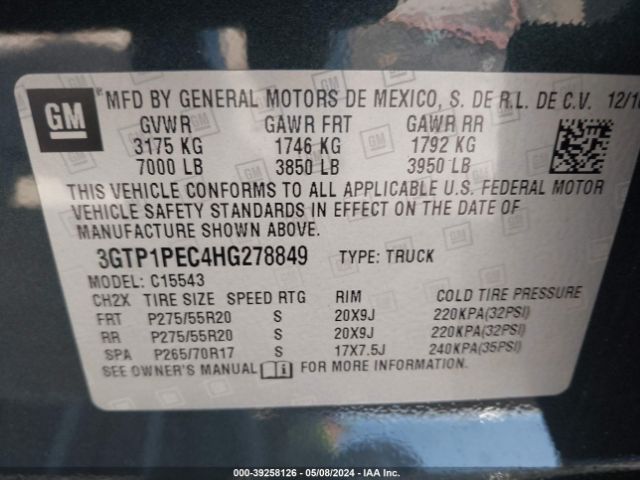 GM ® MFD BY GENERAL MOTORS DE MEXICO, S. DE R.L. DE C.V. 12/1
GVWR GAWR FRT GAWR RR
3175 KG 1746 KG 1792 KG
7000 LB 3850 LB 3950 LB
THIS VEHICLE CONFORMS TO ALL APPLICABLE U.S. FEDERAL MOTOR
VEHICLE SAFETY STANDARDS IN EFFECT ON THE DATE OF
MANUFACTURE SHOWN ABOVE.
3GTP1PEC4HG278849 TYPE: TRUCK
MODEL: C15543
CH2X TIRE SIZE SPEED RTG RIM COLD TIRE PRESSURE
FRT P275/55R20 S 20X9J 220KPA(32PSI)
RR P275/55R20 S 20X9J 220KPA(32PSI)
SPA P265/70R17 S 17X7.5J 240KPA(35PSI)
SEE OWNER'S MANUAL FOR MORE INFORMATION.
000-39258126 - 05/08/2024 - IAA Inc.